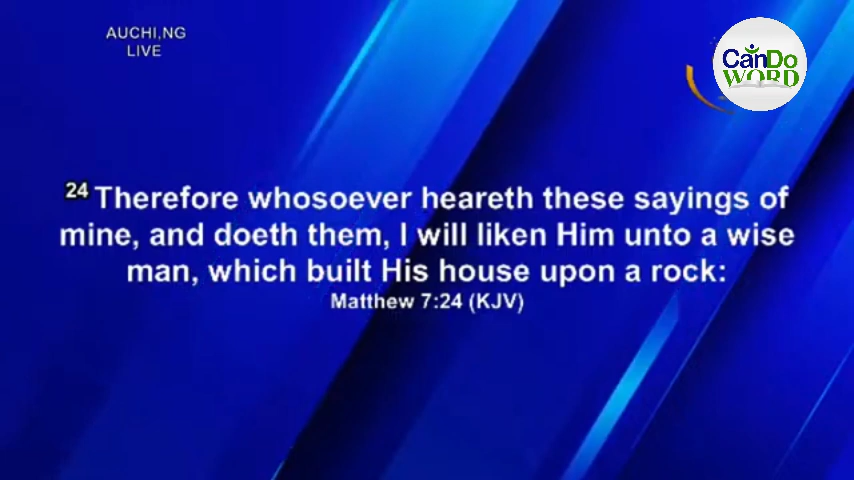 AUCHI,NG
LIVE
CanDo
WORD
24 Therefore whosoever heareth these sayings of
mine, and doeth them, I will liken Him unto a wise
man, which built His house upon a rock:
Matthew 7:24 (KJV)